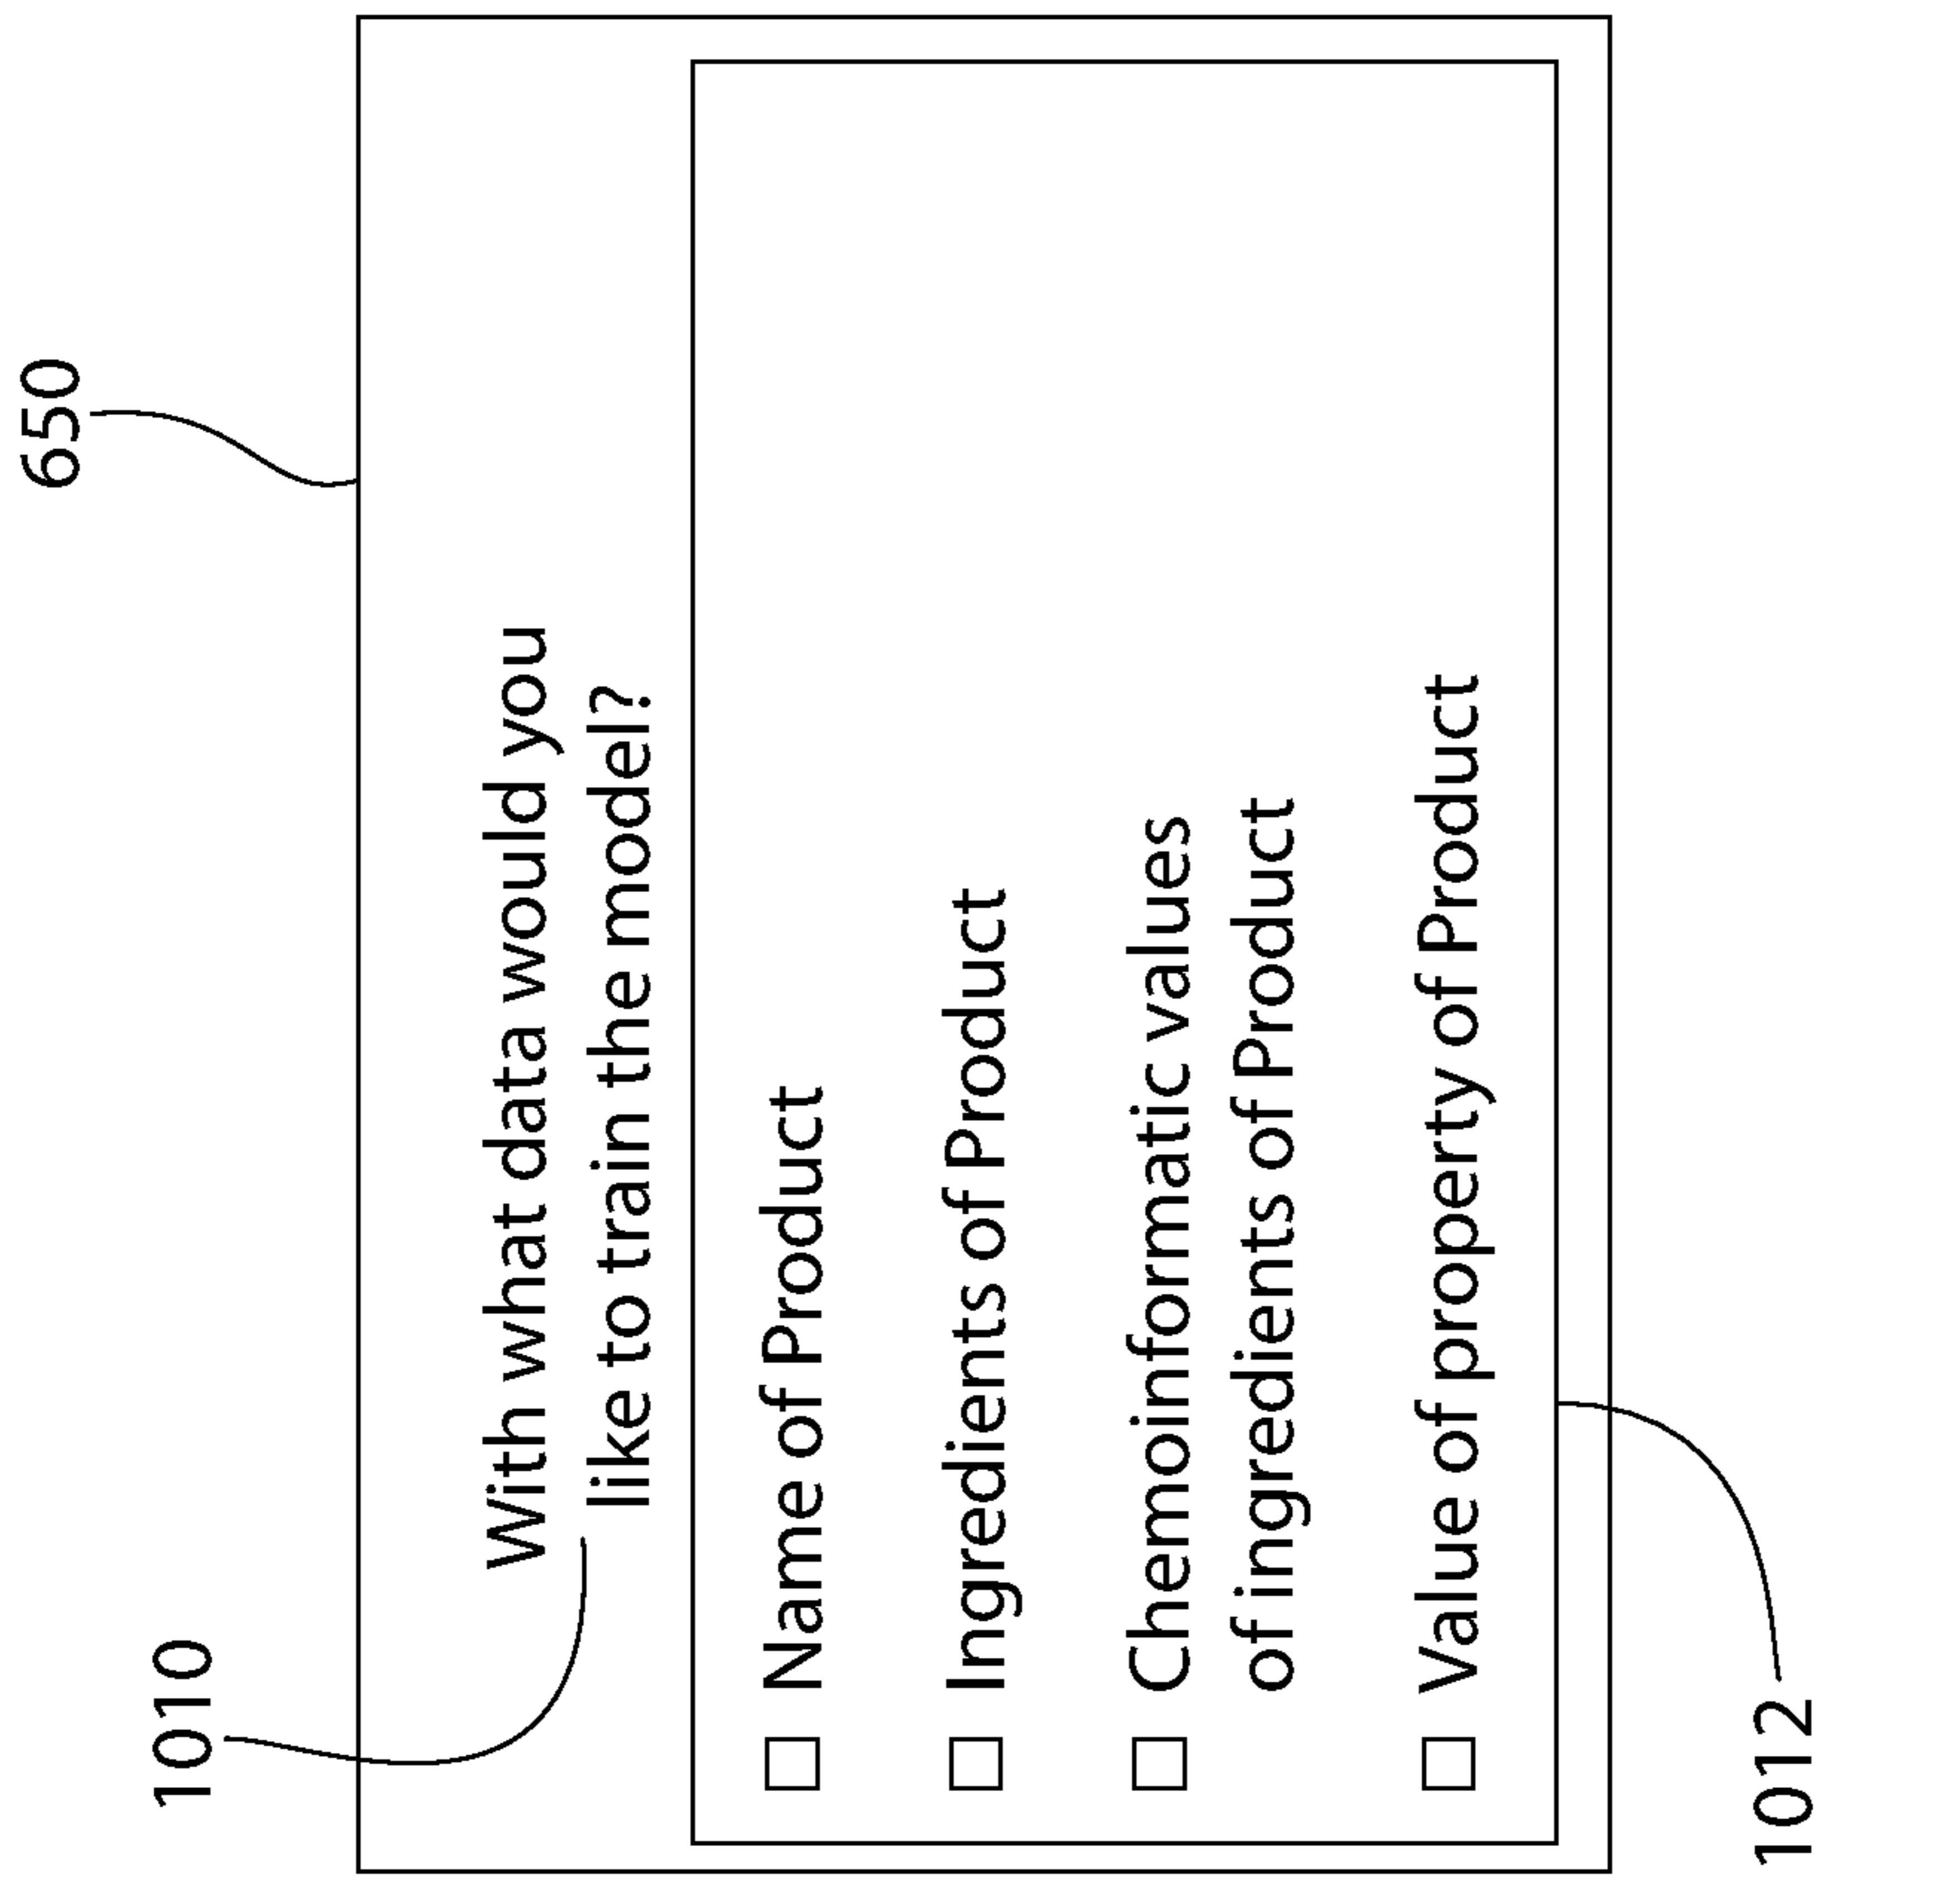 650
1010
With what data would you
like to train the model?
Name of Product
Ingredients of Product
Chemoinformatic values
of ingredients of Product
Value of property of Product
1012